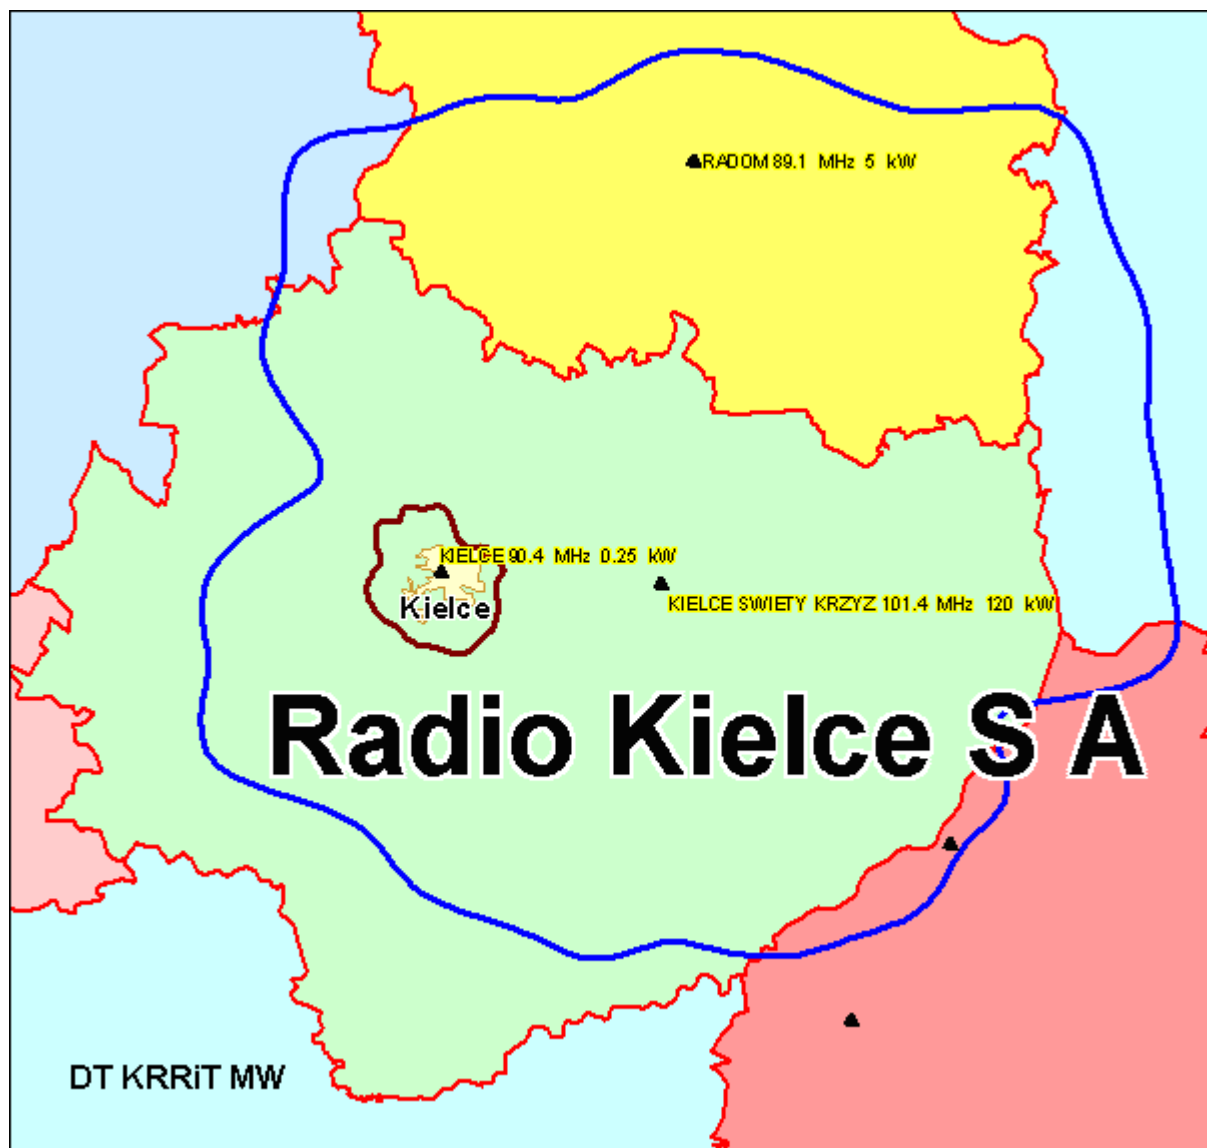 RADOM 89.1 MHz 5 kW
KIELCE 90.4 MHz 0.25 kW
Kielce
KIELCE SWIETY KRZYZ 101.4 MHz 120 kW
Radio Kielce S A
DT KRRiT MW